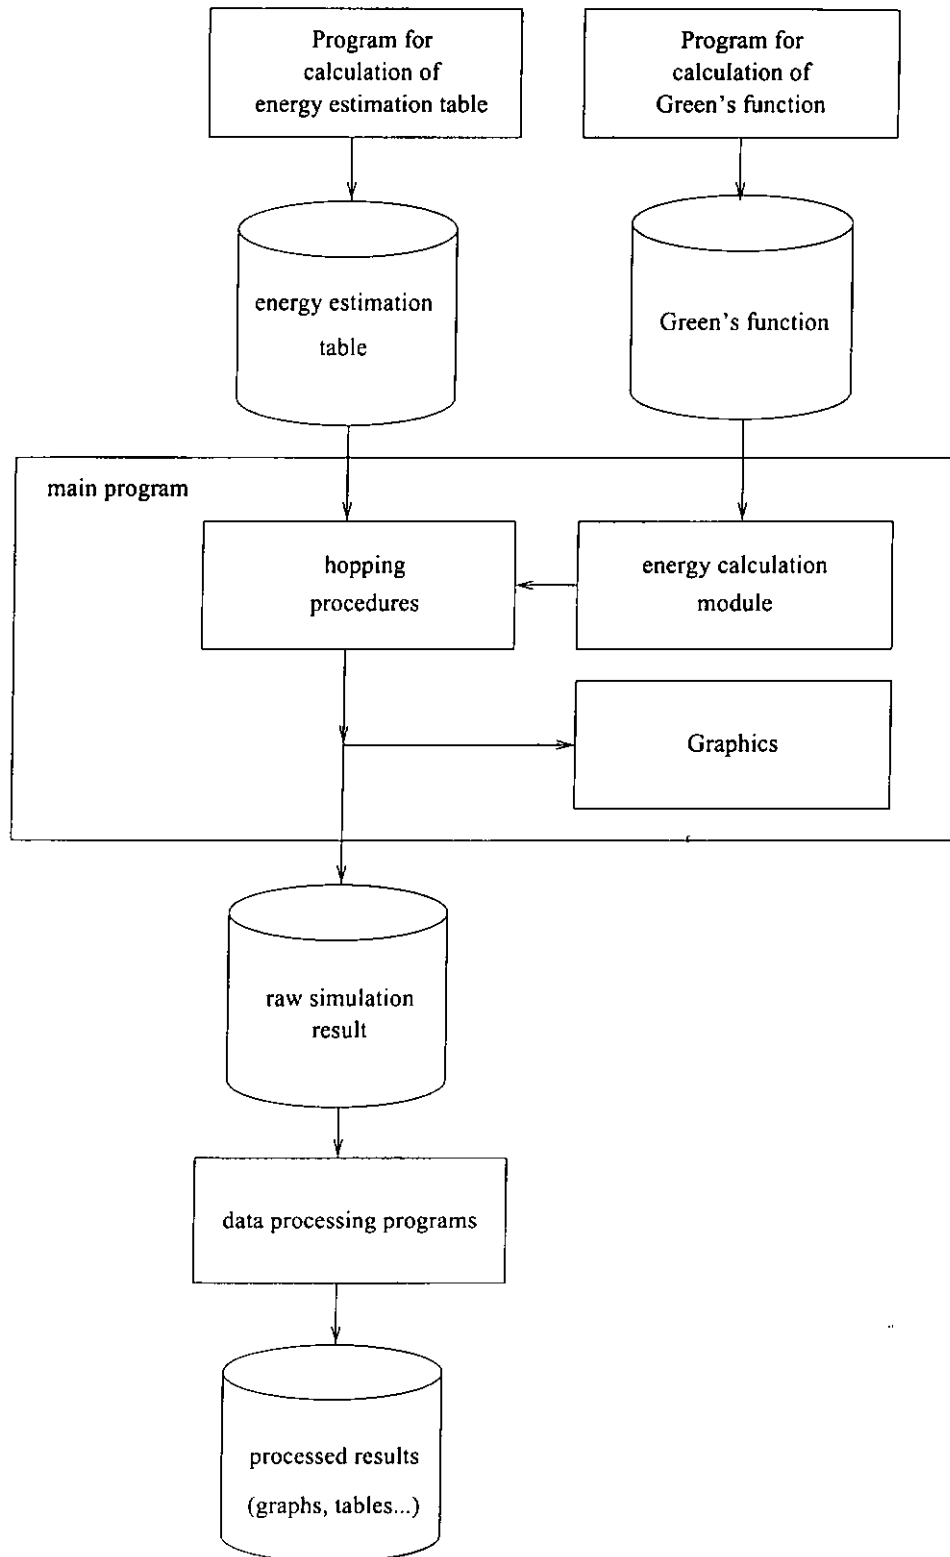 Program for
calculation of
energy estimation table
Program for
calculation of
Green's function
energy estimation
table
Green's function
main program
hopping
procedures
energy calculation
module
Graphics
raw simulation
result
data processing programs
processed results
(graphs, tables...)